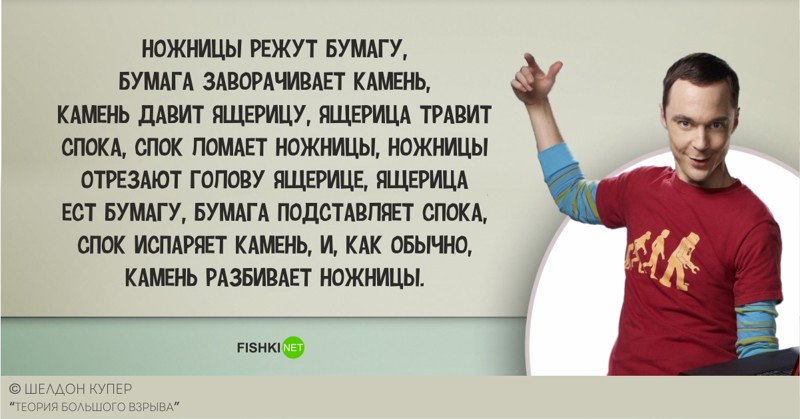 НОЖНИЦЫ РЕЖУТ БУМАГУ,
БУМАГА ЗАВОРАЧИВАЕТ КАМЕНЬ,
КАМЕНЬ ДАВИТ ЯЩЕРИЦУ, ЯЩЕРИЦА ТРАВИТ
СПОКА, СПОК ЛОМАЕТ НОЖНИЦЫ, НОЖНИЦЫ
ОТРЕЗАЮТ ГОЛОВУ ЯЩЕРИЦЕ, ЯЩЕРИЦА
ЕСТ БУМАГУ, БУМАГА ПОДСТАВЛЯЕТ СПОКА,
СПОК ИСПАРЯЕТ КАМЕНЬ, И, КАК ОБЫЧНО,
КАМЕНЬ РАЗБИВАЕТ НОЖНИЦЫ.
FISHKI NET
© ШЕЛДОН КУПЕР
"ТЕОРИЯ БОЛЬШОГО ВЗРЫВА"